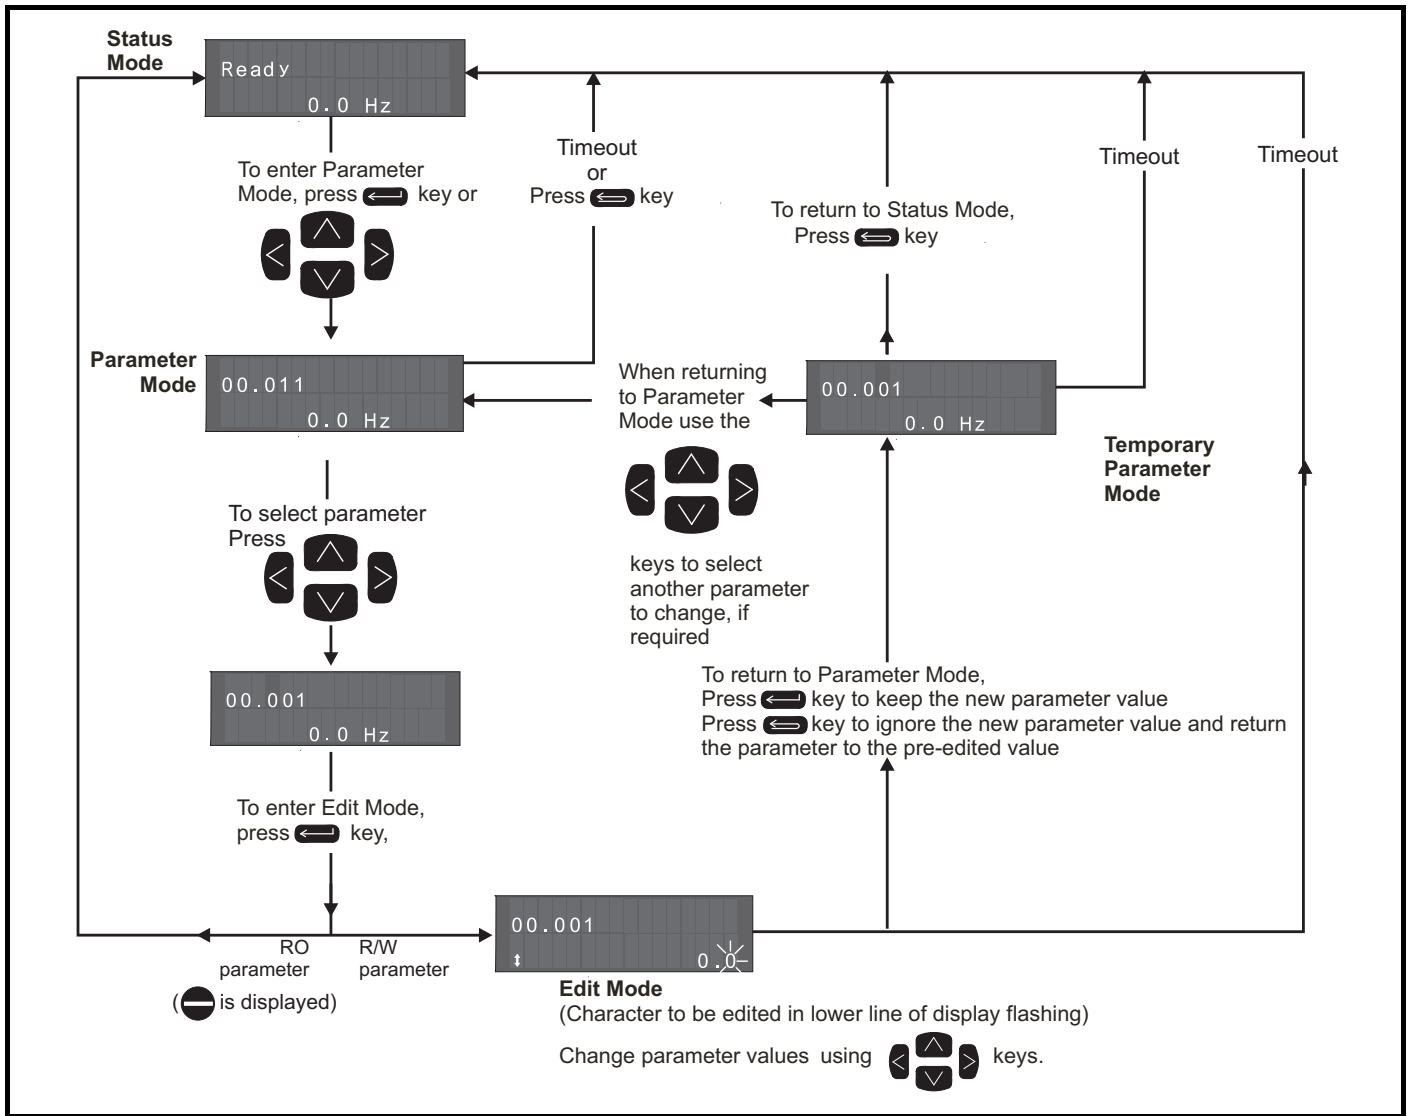 Status
Mode
Ready
0.0 Hz
To enter Parameter
Mode, press key or
Timeout
or
Press key
To return to Status Mode,
Press key
Timeout
Timeout
Parameter
Mode
00.011
0.0 Hz
When returning
to Parameter
Mode use the
keys to select
another parameter
to change, if
required
00.001
0.0 Hz
Temporary
Parameter
Mode
To select parameter
Press
00.001
0.0 Hz
To return to Parameter Mode,
Press key to keep the new parameter value
Press key to ignore the new parameter value and return
the parameter to the pre-edited value
To enter Edit Mode,
press key,
RO
parameter
( is displayed)
R/W
parameter
00.001
0.0
Edit Mode
(Character to be edited in lower line of display flashing)
Change parameter values using keys.